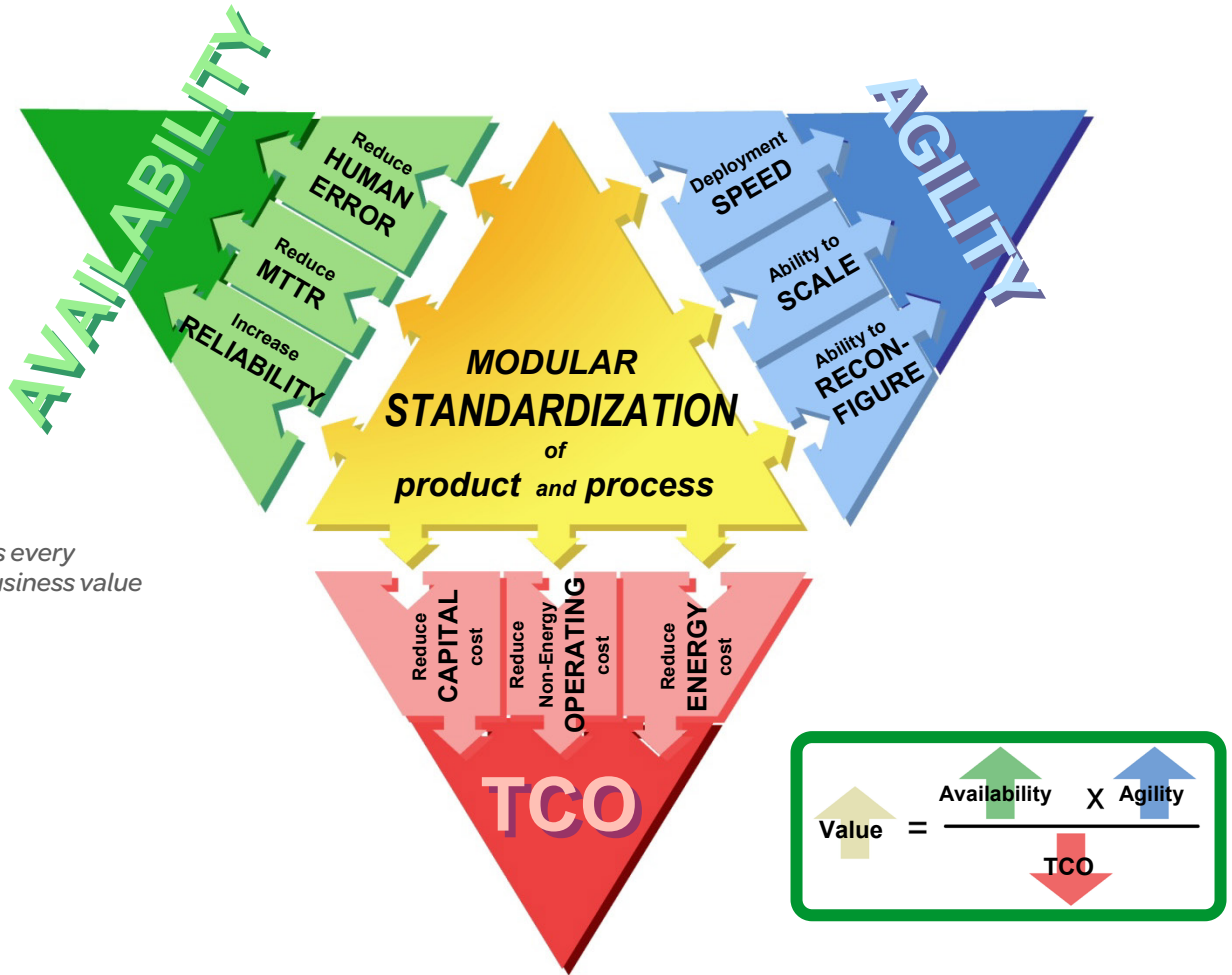 AVAILABILITY
Reduce
HUMAN
ERROR
Reduce
MTTR
Increase
RELIABILITY
AGILITY
Deployment
SPEED
Ability to
SCALE
Ability to
RECON-
FIGURE
MODULAR
STANDARDIZATION
of
product and process
every
business value
Reduce
CAPITAL
cost
Reduce
Non-Energy
OPERATING
cost
Reduce
ENERGY
cost
TCO
Value = Availability X Agility
TCO